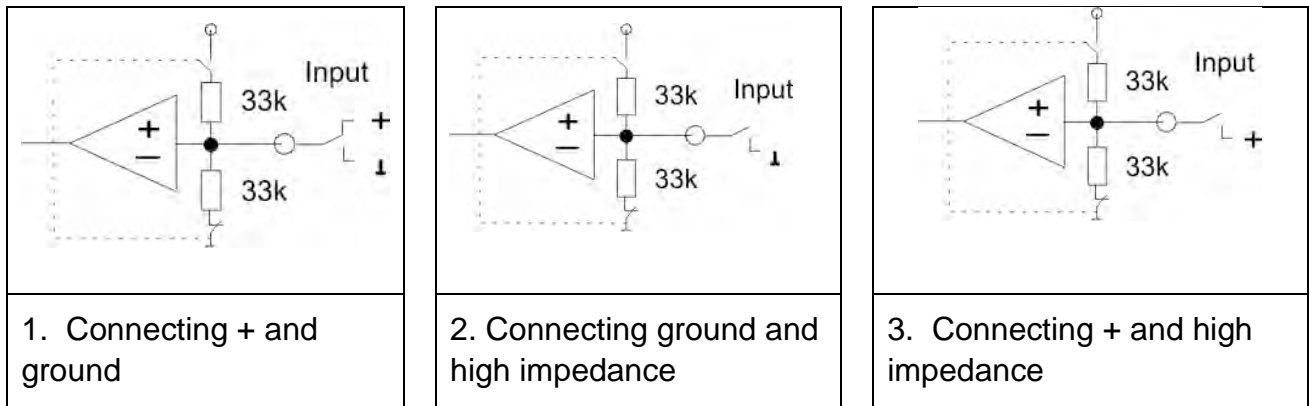 Input
33k
+
+
−
⊥
33k
1. Connecting + and
ground
33k
Input
+
−
⊥
33k
2. Connecting ground and
high impedance
Input
33k
+
−
+
33k
3. Connecting + and high
impedance